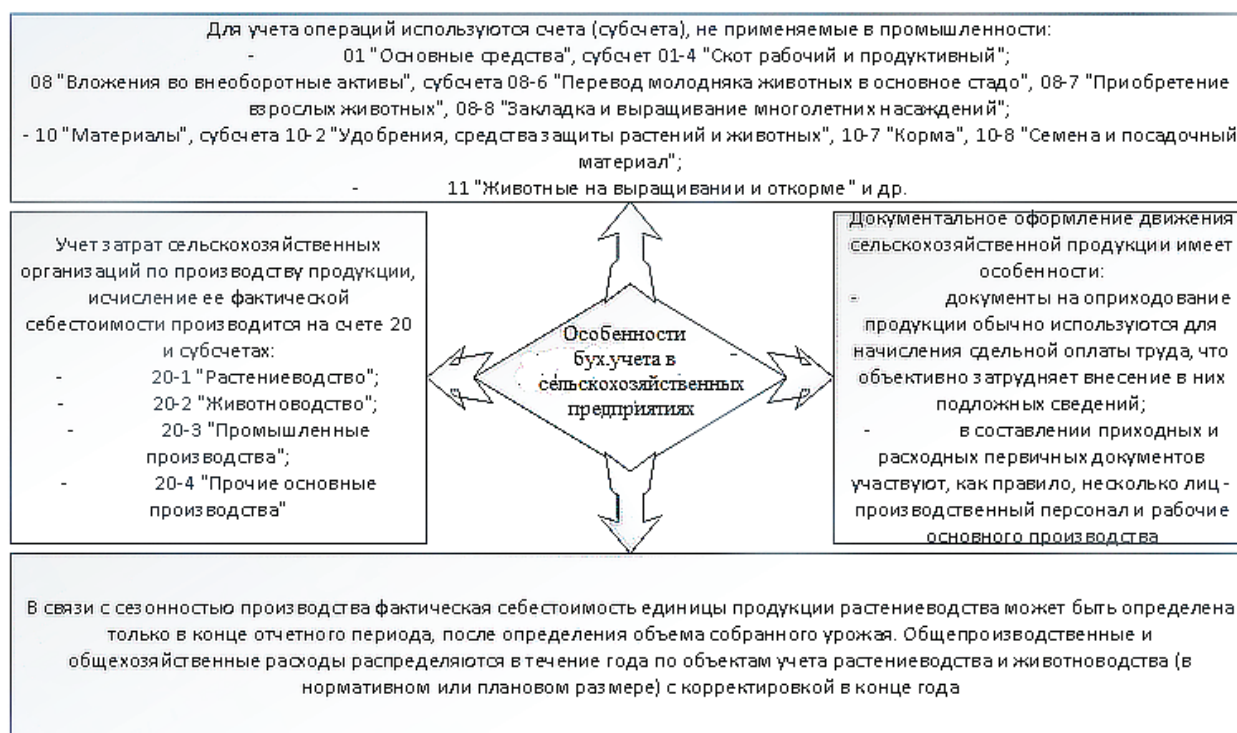 Для учета операций используются счета (субсчета), не применяемые в промышленности:
- 01 "Основные средства", субсчет 01-4 "Скот рабочий и продуктивный";
08 "Вложения во внеоборотные активы", субсчета 08-6 "Перевод молодняка животных в основное стадо", 08-7 "Приобретение
взрослых животных", 08-8 "Закладка и выращивание многолетних насаждений";
- 10 "Материалы", субсчета 10-2 "Удобрения, средства защиты растений и животных", 10-7 "Корма", 10-8 "Семена и посадочный
материал";
- 11 "Животные на выращивании и откорме" и др.
Учет затрат сельскохозяйственных
организаций по производству продукции,
исчисление ее фактической
себестоимости производится на счете 20
и субсчетах:
- 20-1 "Растениеводство";
- 20-2 "Животноводство";
- 20-3 "Промышленные
производства";
- 20-4 "Прочие основные
производства"
Особенности
бух.учета в -
сельскохозяйственных
предприятиях
Документальное оформление движения
сельскохозяйственной продукции имеет
особенности:
- документы на оприходование
продукции обычно используются для
начисления сдельной оплаты труда, что
объективно затрудняет внесение в них
подложных сведений;
- в составлении приходных и
расходных первичных документов
участвуют, как правило, несколько лиц -
производственный персонал и рабочие
основного производства
В связи с сезонностью производства фактическая себестоимость единицы продукции растениеводства может быть определена
только в конце отчетного периода, после определения объема собранного урожая. Общепроизводственные и
общехозяйственные расходы распределяются в течение года по объектам учета растениеводства и животноводства (в
нормативном или плановом размере) с корректировкой в конце года